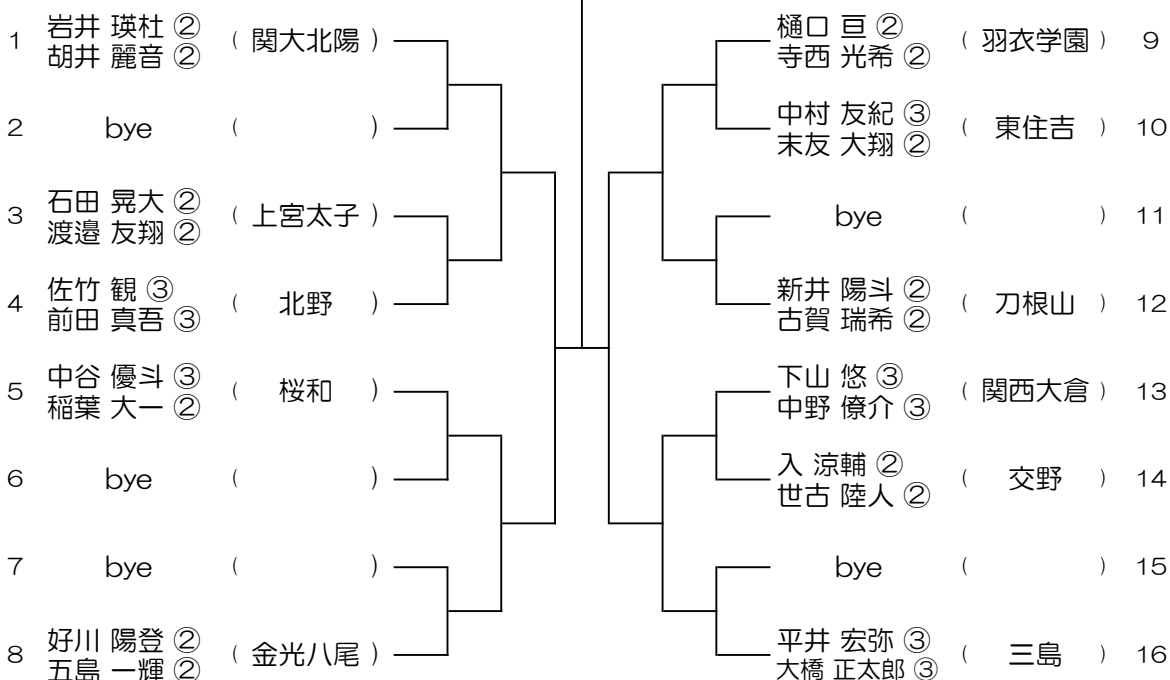 1 岩井 瑛杜 ② ( 関大北陽 )
胡井 麗音 ②
2 bye ( )
3 石田 晃大 ② ( 上宮太子 )
渡邉 友翔 ②
4 佐竹 観 ③ ( 北野 )
前田 真吾 ③
5 中谷 優斗 ③ ( 桜和 )
稲葉 大一 ②
6 bye ( )
7 bye ( )
8 好川 陽登 ② ( 金光八尾 )
五島 一輝 ②
樋口 亘 ② ( 羽衣学園 ) 9
寺西 光希 ②
中村 友紀 ③ ( 東住吉 ) 10
末友 大翔 ②
bye ( ) 11
新井 陽斗 ② ( 刀根山 ) 12
古賀 瑞希 ②
下山 悠 ③ ( 関西大倉 ) 13
中野 僚介 ③
入 涼輔 ② ( 交野 ) 14
世古 陸人 ②
bye ( ) 15
平井 宏弥 ③ ( 三島 ) 16
大橋 正太郎 ③